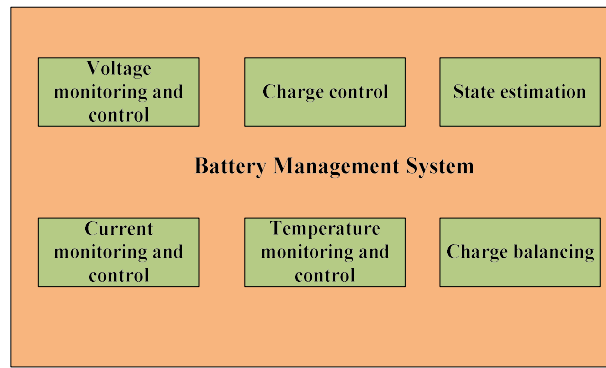 Voltage
monitoring and
control
Charge control
State estimation
Battery Management System
Current
monitoring and
control
Temperature
monitoring and
control
Charge balancing